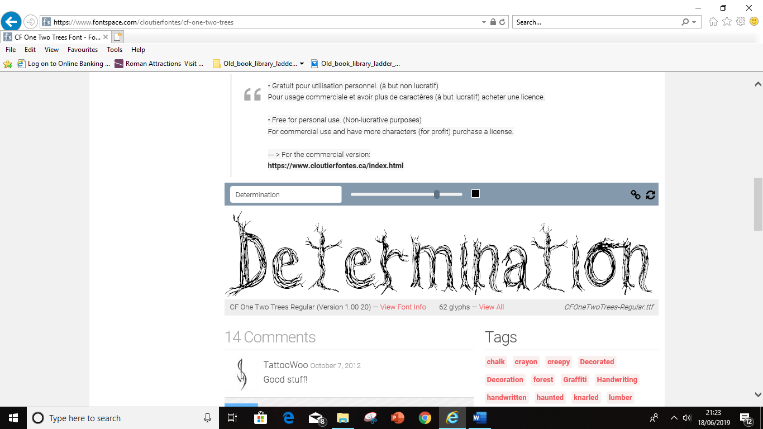 https://www.fontspace.com/cloutierfontes/cf-one-two-trees
Search...
CF One Two Trees Font - Fo...
File Edit View Favourites Tools Help
Log on to Online Banking ... Roman Attractions Visit ... Old_book_library_ladde... Old_book_library_ladder_...
• Gratuit pour utilisation personnel. (à but non lucratif)
Pour usage commerciale et avoir plus de caractères (à but lucratif) acheter une licence.
• Free for personal use. (Non-lucrative purposes)
For commercial use and have more characters (for profit) purchase a license.
--- > For the commercial version:
https://www.cloutierfontes.ca/index.html
Determination
Determination
CF One Two Trees Regular (Version 1.00 20) — View Font Info 62 glyphs — View All CFOneTwoTrees-Regular.ttf
14 Comments
Tags
TattooWoo October 7, 2012
Good stuff!
chalk crayon creepy Decorated
Decoration forest Graffiti Handwriting
handwritten haunted knarled lumber
Type here to search
8
21:23
18/06/2019
12